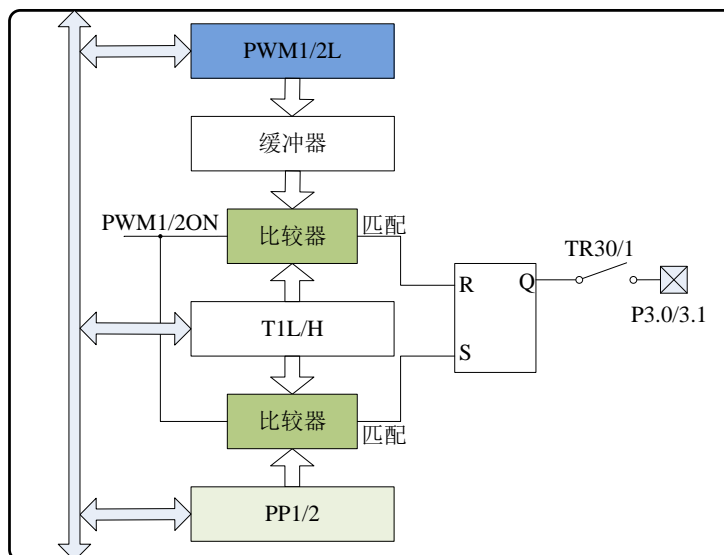 PWM1/2L
缓冲器
PWM1/2ON
比较器
匹配
TR30/1
R
Q
P3.0/3.1
T1L/H
S
比较器
匹配
PP1/2